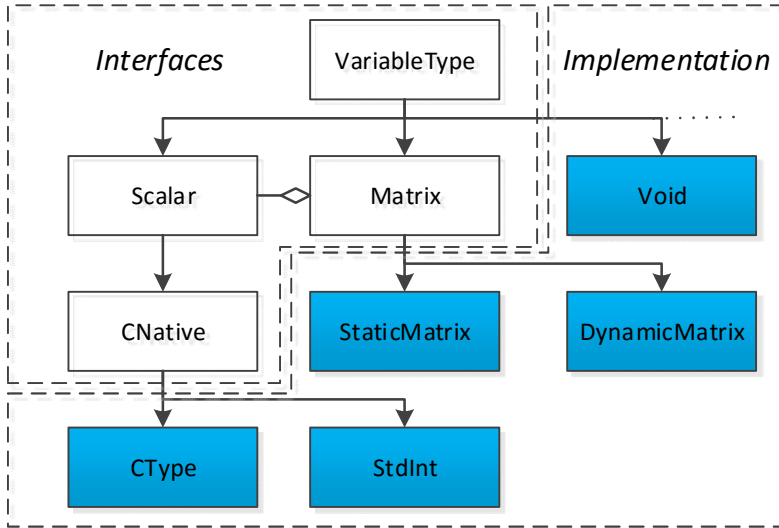 Interfaces
VariableType
Implementation
Scalar
Matrix
Void
CNative
StaticMatrix
DynamicMatrix
CType
StdInt